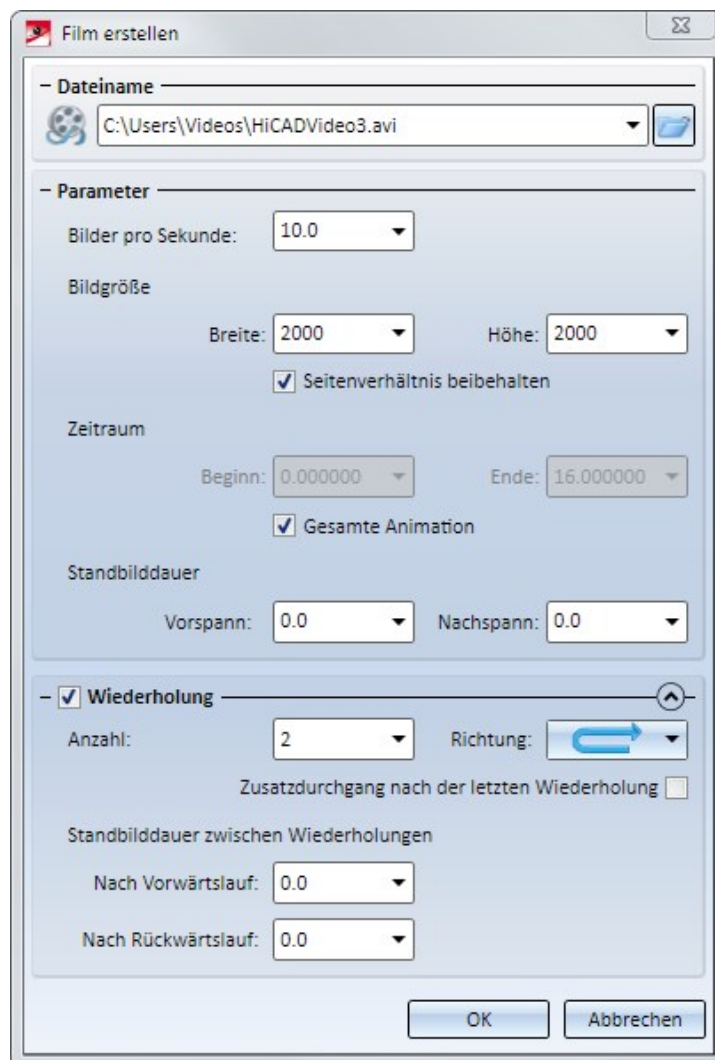 Film erstellen
Dateiname
C:\Users\Videos\HiCADVideo3.avi
Parameter
Bilder pro Sekunde: 10.0
Bildgröße
Breite: 2000 Höhe: 2000
Seitenverhältnis beibehalten
Zeitraum
Beginn: 0.000000 Ende: 16.000000
Gesamte Animation
Standbilddauer
Vorspann: 0.0 Nachspann: 0.0
Wiederholung
Anzahl: 2 Richtung:
Zusatzdurchgang nach der letzten Wiederholung
Standbilddauer zwischen Wiederholungen
Nach Vorwärtslauf: 0.0
Nach Rückwärtslauf: 0.0
OK Abbrechen